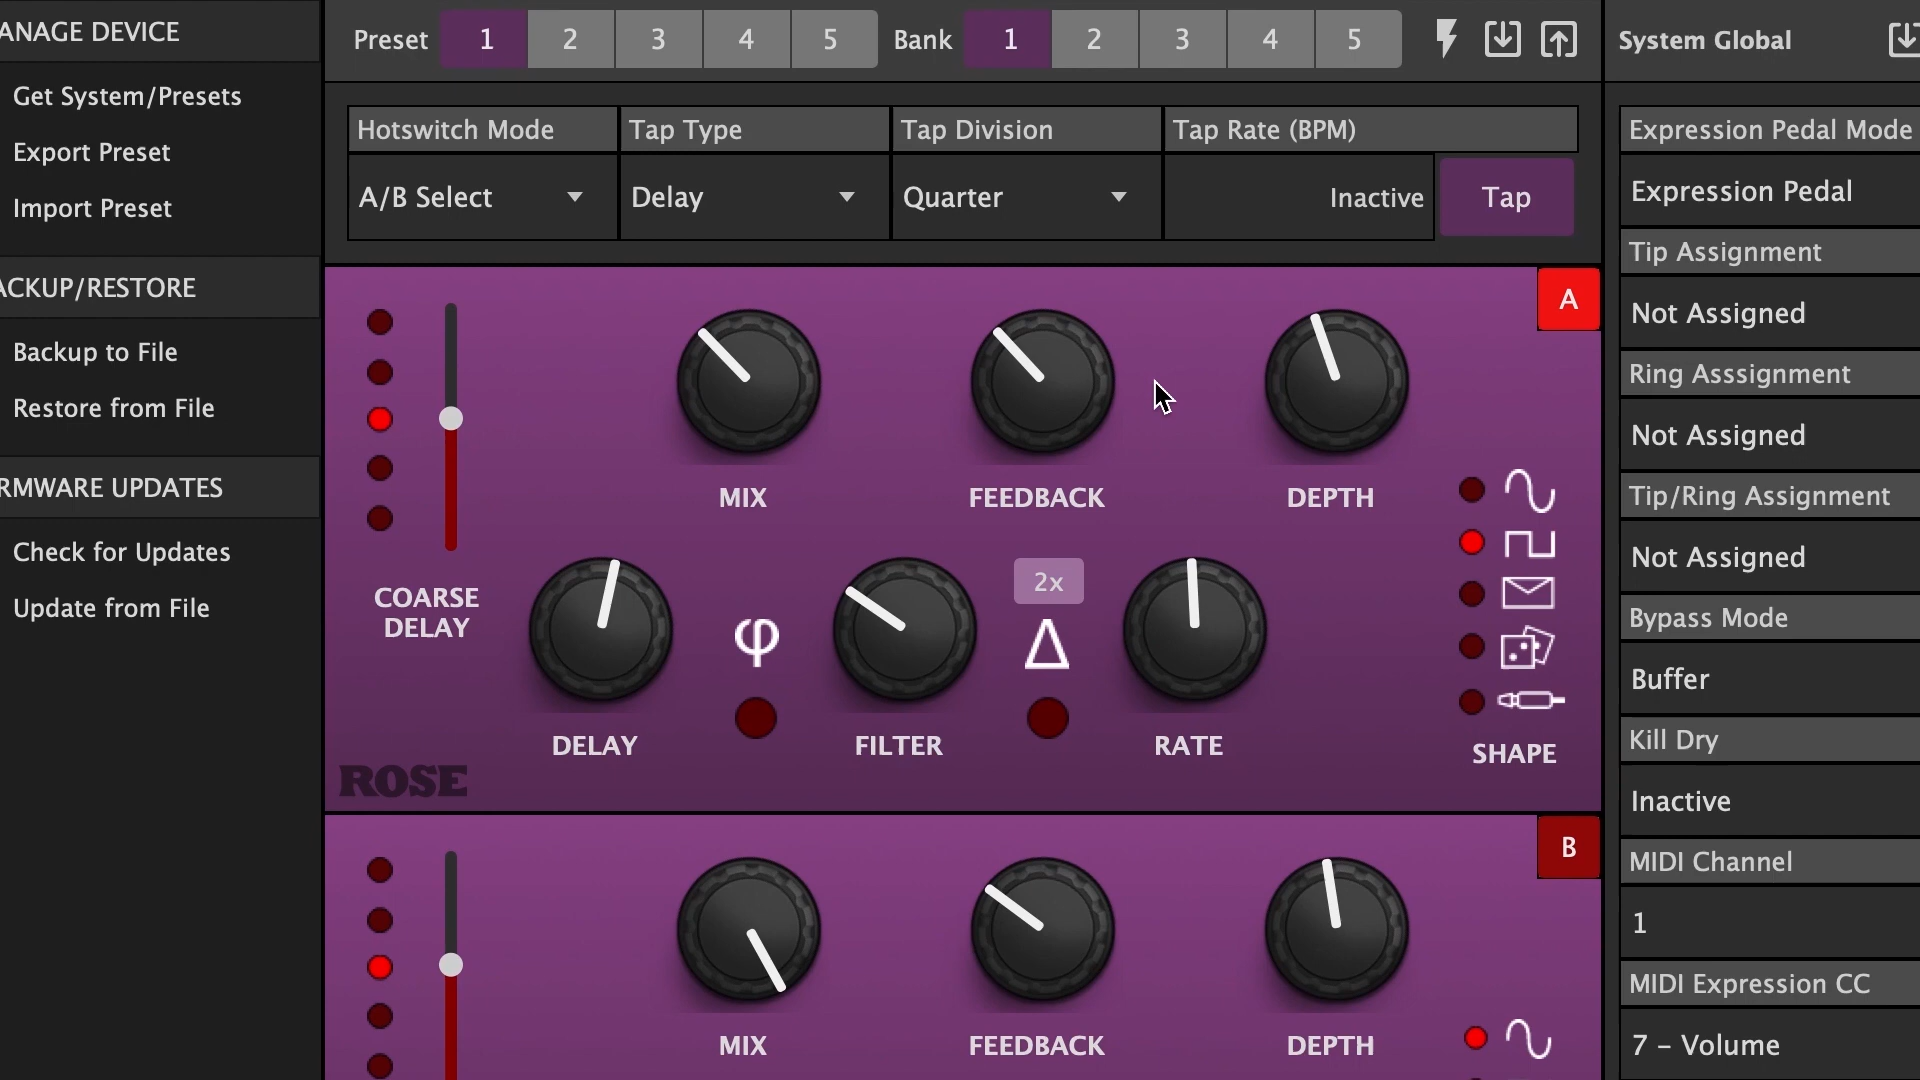 ANAGE DEVICE
Get System/Presets
Export Preset
Import Preset
ACKUP/RESTORE
Backup to File
Restore from File
RMWARE UPDATES
Check for Updates
Update from File
Preset 1 2 3 4 5 Bank 1 2 3 4 5
Hotswitch Mode Tap Type Tap Division Tap Rate (BPM)
A/B Select Delay Quarter Inactive Tap
A
MIX FEEDBACK DEPTH
COARSE
DELAY
φ 2x Δ
DELAY FILTER RATE SHAPE
ROSE
B
MIX FEEDBACK DEPTH
System Global
Expression Pedal Mode
Expression Pedal
Tip Assignment
Not Assigned
Ring Asssignment
Not Assigned
Tip/Ring Assignment
Not Assigned
Bypass Mode
Buffer
Kill Dry
Inactive
MIDI Channel
1
MIDI Expression CC
7 – Volume